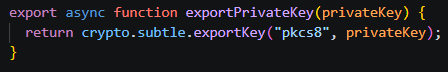 export async function exportPrivateKey(privateKey) {
  return crypto.subtle.exportKey("pkcs8", privateKey);
}